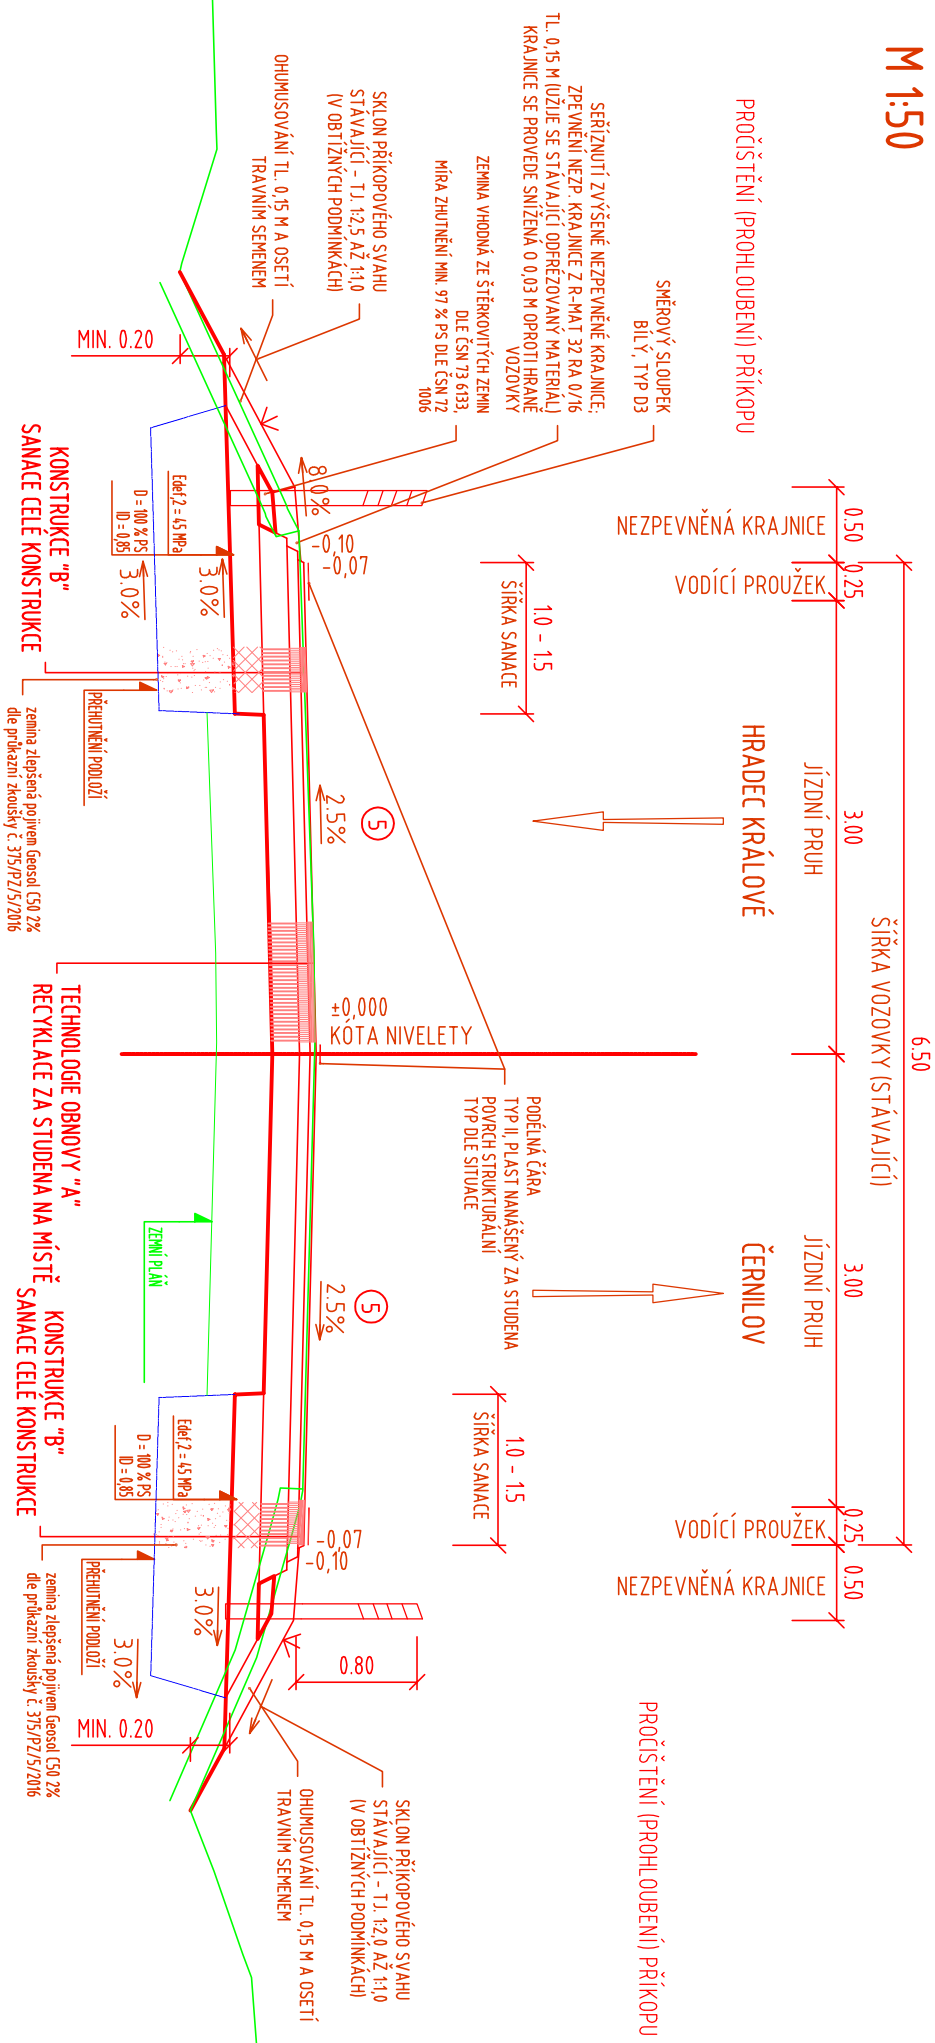 M 1:50
PROČIŠTĚNÍ (PROHLOUBENÍ) PŘÍKOPU
PROČIŠTĚNÍ (PROHLOUBENÍ) PŘÍKOPU
6.50
ŠÍŘKA VOZOVKY (STÁVAJÍCÍ)
0.50
0.25
3.00
3.00
0.25
0.50
NEZPEVNĚNÁ KRAJNICE
VODÍCÍ PROUŽEK
JÍZDNÍ PRUH
JÍZDNÍ PRUH
VODÍCÍ PROUŽEK
NEZPEVNĚNÁ KRAJNICE
HRADEC KRÁLOVÉ
ČERNILOV
SMĚROVÝ SLOUPEK
BÍLÝ, TYP D3
SEŘÍZNUTÍ ZVÝŠENÉ NEZPEVNĚNÉ KRAJNICE;
ZPEVNĚNÍ NEZP. KRAJNICE Z R-MAT 32 RA 0/16
TL. 0,15 M (UŽIJE SE STÁVAJÍCÍ ODFRÉZOVANÝ MATERIÁL)
KRAJNICE SE PROVEDE SNÍŽENÁ O 0,03 M OPROTI HRANĚ
VOZOVKY
ZEMINA VHODNÁ ZE ŠTĚRKOVITÝCH ZEMIN
DLE ČSN 73 6133,
MÍRA ZHUTNĚNÍ MIN. 97 % PS DLE ČSN 72
1006
SKLON PŘÍKOPOVÉHO SVAHU
STÁVAJÍCÍ - TJ. 1:2,5 AŽ 1:1,0
(V OBTÍŽNÝCH PODMÍNKÁCH)
OHUMUSOVÁNÍ TL. 0,15 M A OSETÍ
TRAVNÍM SEMENEM
1.0 - 1.5
ŠÍŘKA SANACE
1.0 - 1.5
ŠÍŘKA SANACE
PODÉLNÁ ČÁRA
TYP II, PLAST NANÁŠENÝ ZA STUDENA
POVRCH STRUKTURÁLNÍ
TYP DLE SITUACE
±0,000
KÓTA NIVELETY
5
2.5%
5
2.5%
8.0%
-0,10
-0,07
-0,07
-0,10
0.80
MIN. 0.20
MIN. 0.20
3.0%
3.0%
3.0%
3.0%
Edef,2 = 45 MPa
D = 100 % PS
ID = 0,85
Edef,2 = 45 MPa
D = 100 % PS
ID = 0,85
PŘEHUTNĚNÍ PODLOŽÍ
PŘEHUTNĚNÍ PODLOŽÍ
ZEMNÍ PLÁŇ
KONSTRUKCE "B"
SANACE CELÉ KONSTRUKCE
TECHNOLOGIE OBNOVY "A"
RECYKLACE ZA STUDENA NA MÍSTĚ
KONSTRUKCE "B"
SANACE CELÉ KONSTRUKCE
zemina zlepšená pojivem Geosol C50 2%
dle průkazní zkoušky č. 375/PZ/5/2016
zemina zlepšená pojivem Geosol C50 2%
dle průkazní zkoušky č. 375/PZ/5/2016
SKLON PŘÍKOPOVÉHO SVAHU
STÁVAJÍCÍ - TJ. 1:2,0 AŽ 1:1,0
(V OBTÍŽNÝCH PODMÍNKÁCH)
OHUMUSOVÁNÍ TL. 0,15 M A OSETÍ
TRAVNÍM SEMENEM